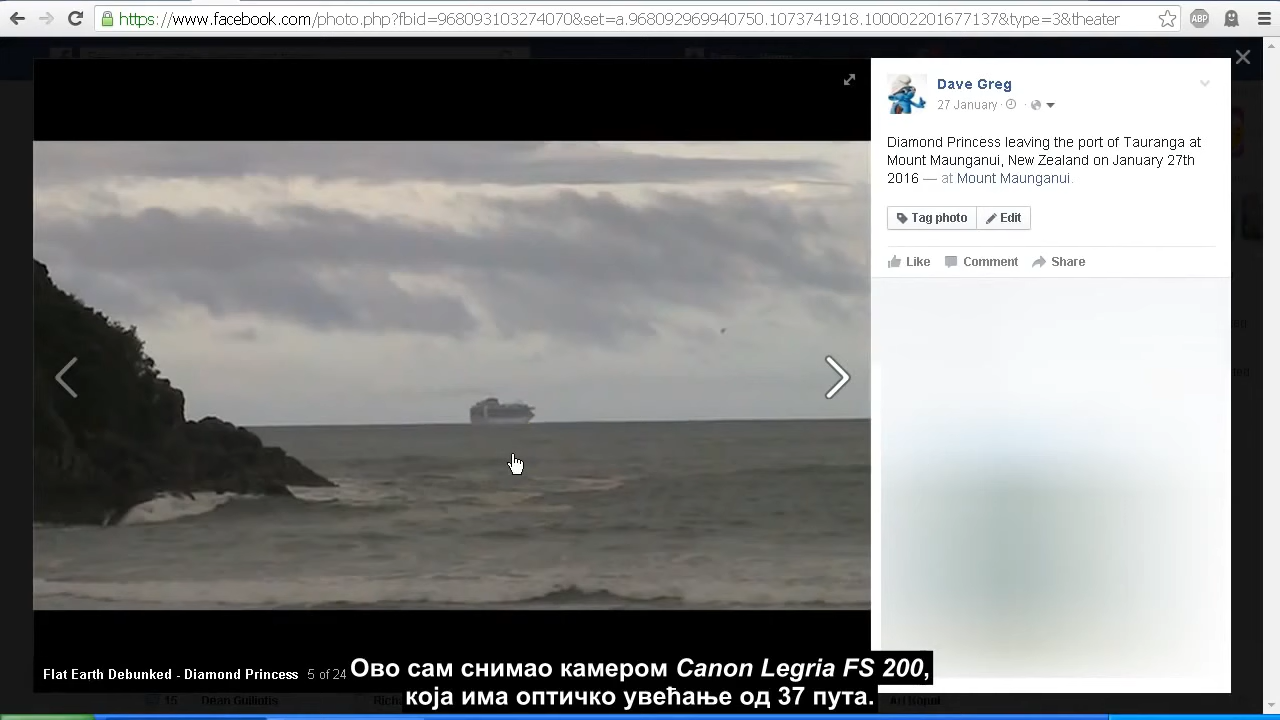 https://www.facebook.com/photo.php?fbid=968093103274070&set=a.968092969940750.1073741918.100002201677137&type=3&theater
ABP
Dave Greg
27 January
Diamond Princess leaving the port of Tauranga at
Mount Maunganui, New Zealand on January 27th
2016 — at Mount Maunganui.
Tag photo
Edit
Like
Comment
Share
Flat Earth Debunked - Diamond Princess 5 of 24
Ово сам снимао камером Canon Legria FS 200,
која има оптичко увећање од 37 пута.